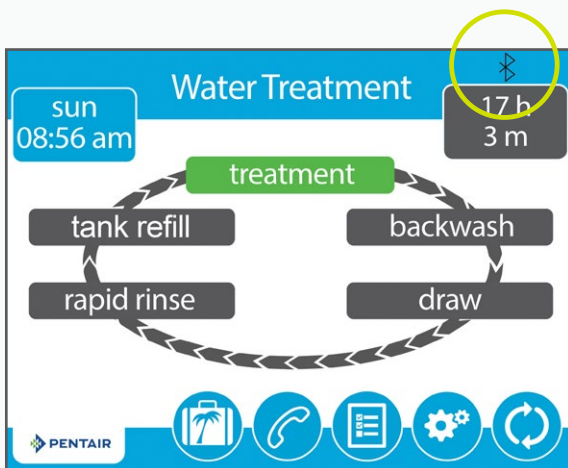 Water Treatment
sun
08:56 am
17 h
3 m
treatment
tank refill
backwash
rapid rinse
draw
PENTAIR